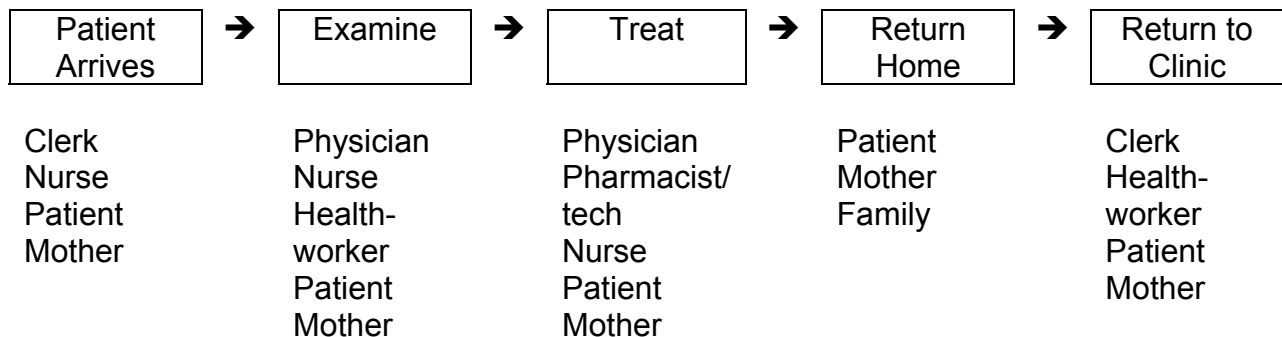 Patient
Arrives
➔
Examine
➔
Treat
➔
Return
Home
➔
Return to
Clinic
Clerk
Nurse
Patient
Mother
Physician
Nurse
Health-
worker
Patient
Mother
Physician
Pharmacist/
tech
Nurse
Patient
Mother
Patient
Mother
Family
Clerk
Health-
worker
Patient
Mother